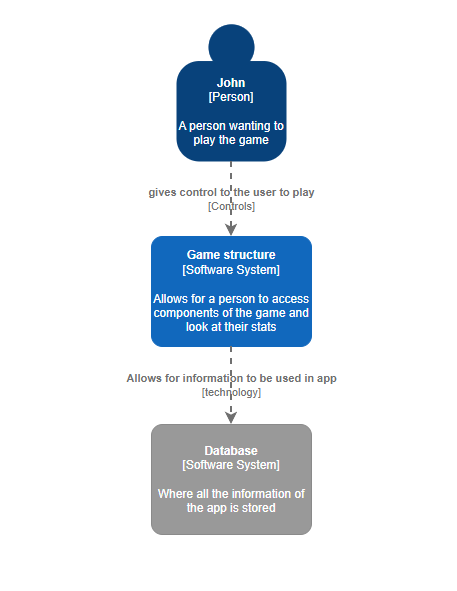 John
[Person]
A person wanting to
play the game
gives control to the user to play
[Controls]
Game structure
[Software System]
Allows for a person to access
components of the game and
look at their stats
Allows for information to be used in app
[technology]
Database
[Software System]
Where all the information of
the app is stored